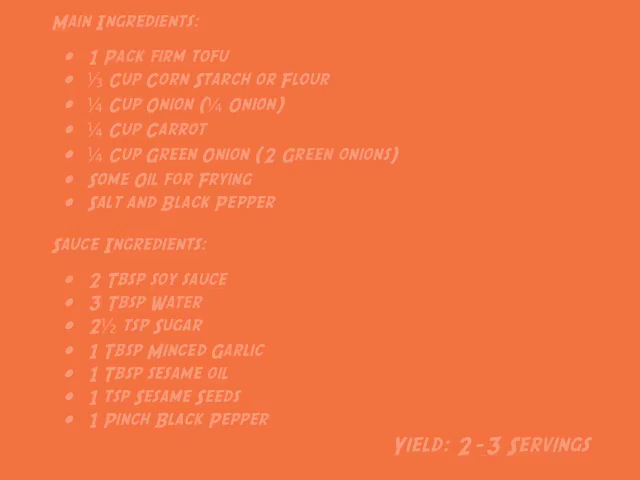 Main Ingredients:
• 1 Pack firm tofu
• ⅓ Cup Corn Starch or Flour
• ¼ Cup Onion (¼ Onion)
• ¼ Cup Carrot
• ¼ Cup Green Onion (2 Green onions)
• Some Oil for Frying
• Salt and Black Pepper
Sauce Ingredients:
• 2 Tbsp soy sauce
• 3 Tbsp Water
• 2½ tsp Sugar
• 1 Tbsp Minced Garlic
• 1 Tbsp sesame oil
• 1 tsp Sesame Seeds
• 1 Pinch Black Pepper
Yield: 2-3 Servings